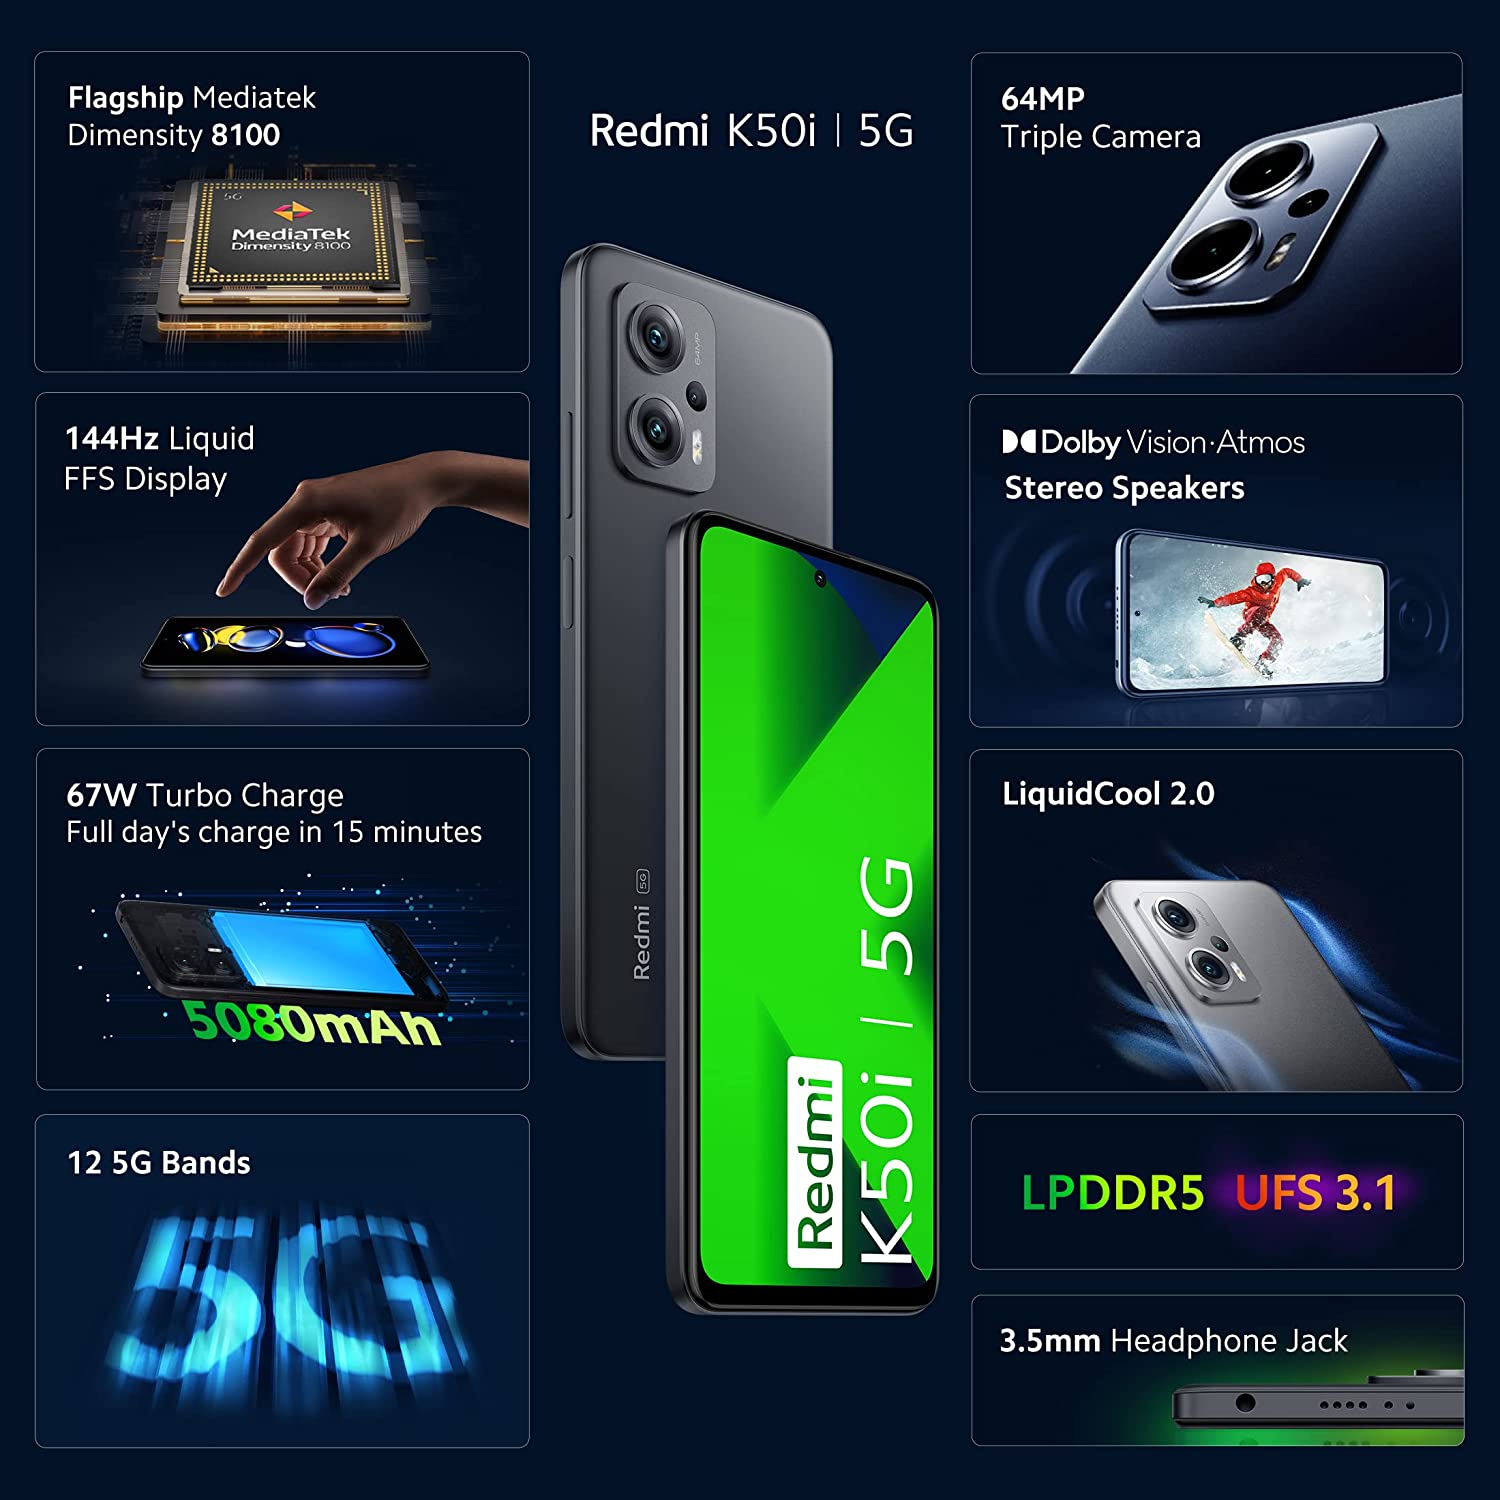 Redmi K50i | 5G
Flagship Mediatek
Dimensity 8100
5G
MediaTek
Dimensity 8100
144Hz Liquid
FFS Display
67W Turbo Charge
Full day's charge in 15 minutes
5080mAh
12 5G Bands
5G
64MP
Redmi 5G
Redmi
K50i | 5G
64MP
Triple Camera
Dolby Vision·Atmos
Stereo Speakers
LiquidCool 2.0
LPDDR5 UFS 3.1
3.5mm Headphone Jack